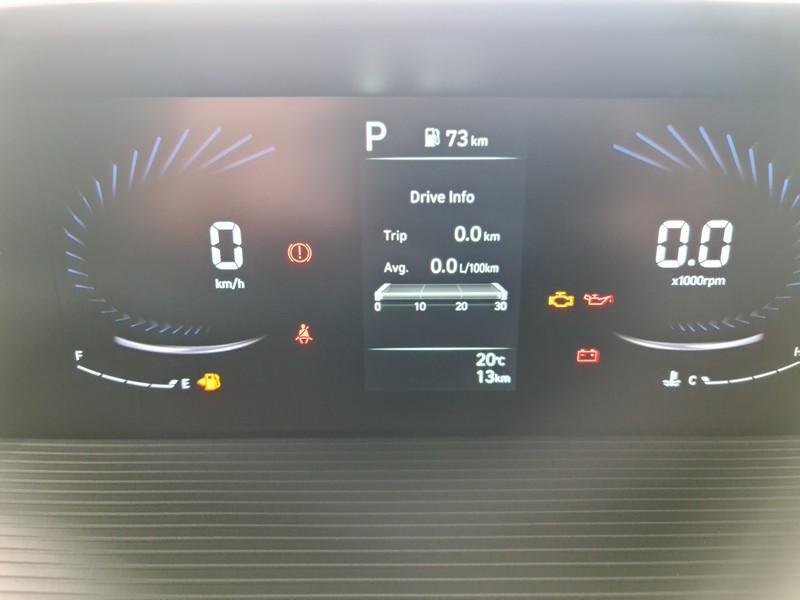 P 73 km
Drive Info
Trip 0.0 km
Avg. 0.0 L/100km
0 10 20 30
20℃
13km
0
km/h
F
E
0.0
x1000rpm
C
H